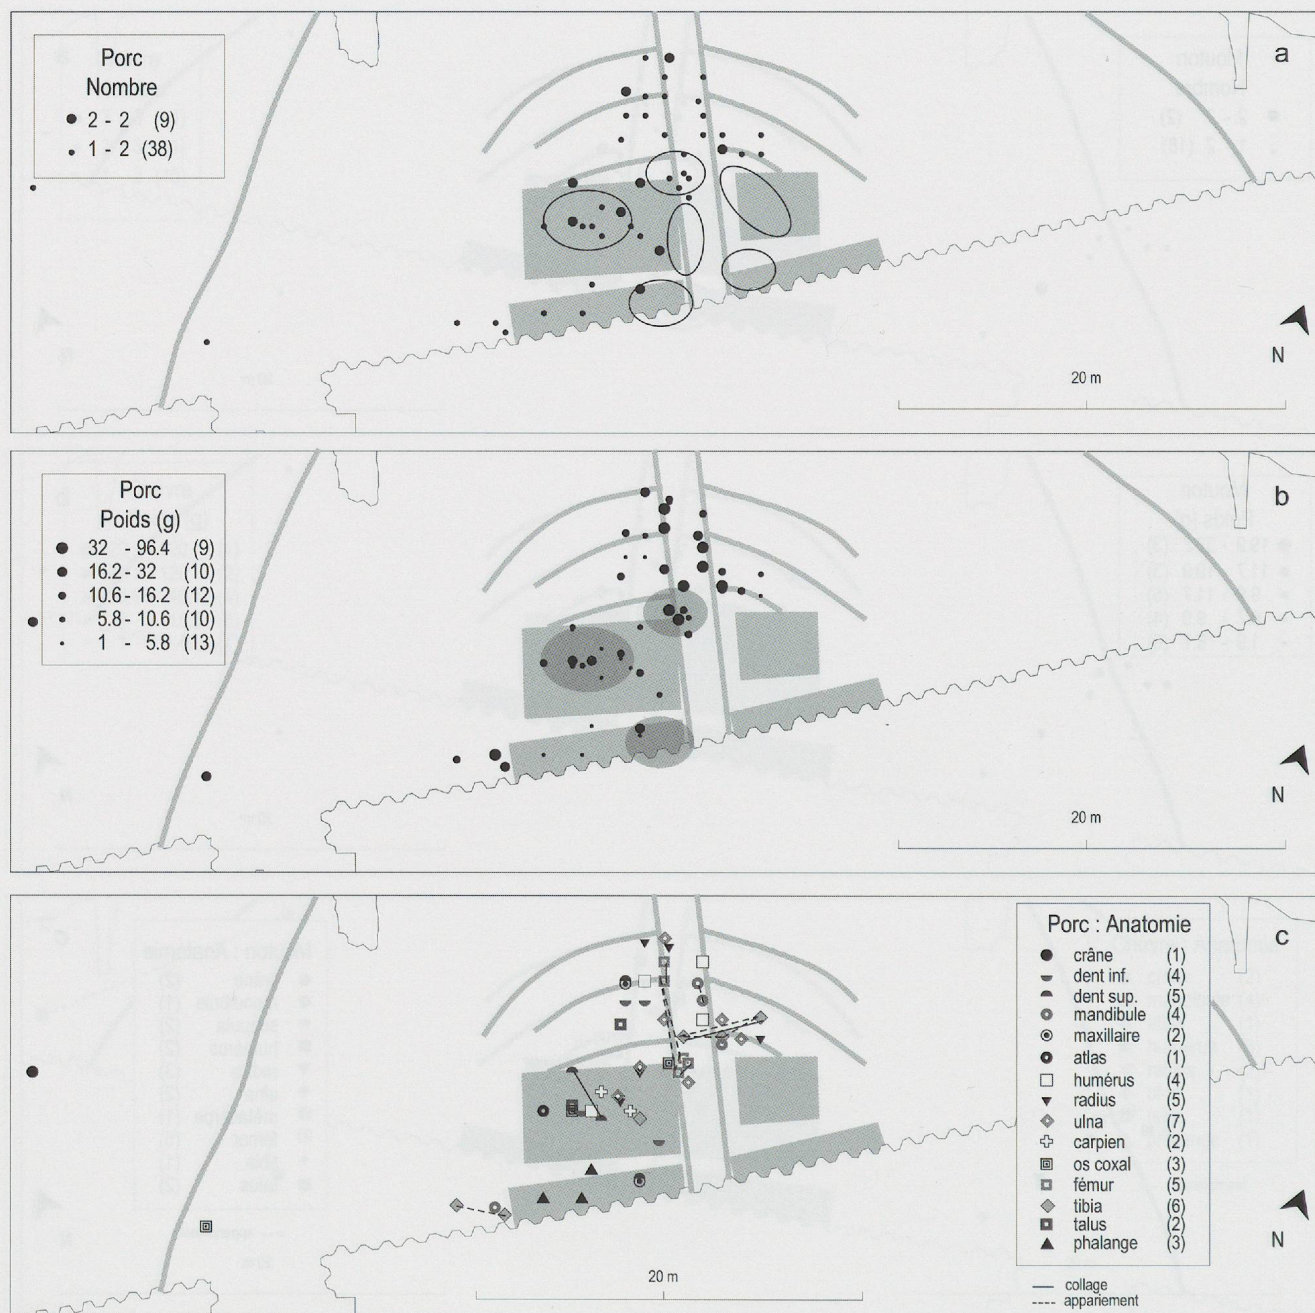 a
Porc
Nombre
2 - 2 (9)
1 - 2 (38)
N
20 m
b
Porc
Poids (g)
32 - 96.4 (9)
16.2 - 32 (10)
10.6 - 16.2 (12)
5.8 - 10.6 (10)
1 - 5.8 (13)
N
20 m
c
Porc : Anatomie
crâne (1)
dent inf. (4)
dent sup. (5)
mandibule (4)
maxillaire (2)
atlas (1)
humérus (4)
radius (5)
ulna (7)
carpien (2)
os coxal (3)
fémur (5)
tibia (6)
talus (2)
phalange (3)
N
20 m
collage
appariement